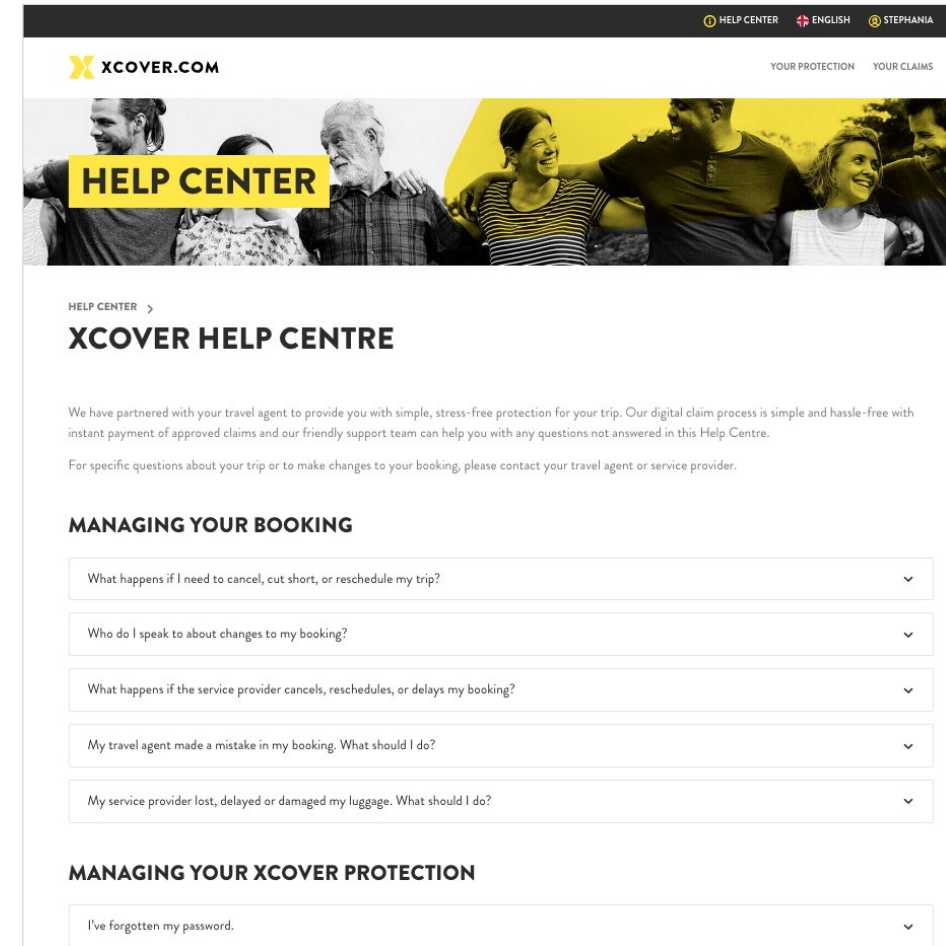 HELP CENTER
ENGLISH
STEPHANIA
XCOVER.COM
YOUR PROTECTION
YOUR CLAIMS
HELP CENTER
HELP CENTER
XCOVER HELP CENTRE
We have partnered with your travel agent to provide you with simple, stress-free protection for your trip. Our digital claim process is simple and hassle-free with
instant payment of approved claims and our friendly support team can help you with any questions not answered in this Help Centre.
For specific questions about your trip or to make changes to your booking, please contact your travel agent or service provider.
MANAGING YOUR BOOKING
What happens if I need to cancel, cut short, or reschedule my trip?
Who do I speak to about changes to my booking?
What happens if the service provider cancels, reschedules, or delays my booking?
My travel agent made a mistake in my booking. What should I do?
My service provider lost, delayed or damaged my luggage. What should I do?
MANAGING YOUR XCOVER PROTECTION
I've forgotten my password.